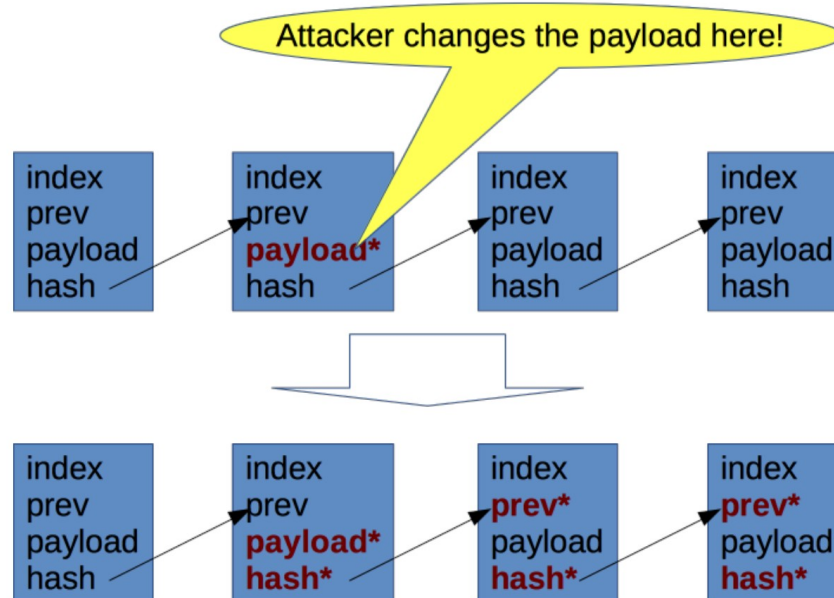 Attacker changes the payload here!
index
prev
payload
hash
index
prev
payload*
hash
index
prev
payload
hash
index
prev
payload
hash
index
prev
payload
hash
index
prev
payload*
hash*
index
prev*
payload
hash*
index
prev*
payload
hash*